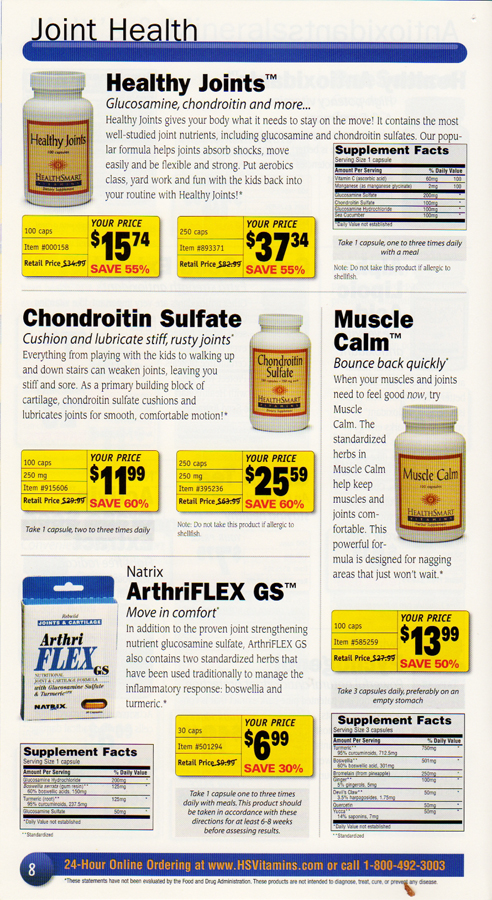 Joint Health
Healthy Joints™
Glucosamine, chondroitin and more...
Healthy Joints gives your body what it needs to stay on the move! It contains the most
well-studied joint nutrients, including glucosamine and chondroitin sulfates. Our popu-
lar formula helps joints absorb shocks, move
easily and be flexible and strong. Put aerobics
class, yard work and fun with the kids back into
your routine with Healthy Joints!*
Healthy Joints
HEALTHSMART
VITAMINS
100 caps
Item #000158
Retail Price $34.99
YOUR PRICE
$15 74
SAVE 55%
250 caps
Item #893371
Retail Price $82.99
YOUR PRICE
$37 34
SAVE 55%
Supplement Facts
Serving Size 1 capsule
Amount Per Serving % Daily Value
Vitamin C (ascorbic acid) 60mg 100
Manganese (as manganese glycinate) 2mg 100
Glucosamine Sulfate 200mg *
Chondroitin Sulfate 100mg *
Glucosamine Hydrochloride 100mg *
Sea Cucumber 100mg *
*Daily Value not established
Take 1 capsule, one to three times daily
with a meal
Note: Do not take this product if allergic to
shellfish.
Chondroitin Sulfate
Cushion and lubricate stiff, rusty joints*
Everything from playing with the kids to walking up
and down stairs can weaken joints, leaving you
stiff and sore. As a primary building block of
cartilage, chondroitin sulfate cushions and
lubricates joints for smooth, comfortable motion!*
Chondroitin
Sulfate
HEALTHSMART
VITAMINS
100 caps
250 mg
Item #915606
Retail Price $29.99
YOUR PRICE
$11 99
SAVE 60%
250 caps
250 mg
Item #395236
Retail Price $63.99
YOUR PRICE
$25 59
SAVE 60%
Take 1 capsule, two to three times daily
Note: Do not take this product if allergic to
shellfish.
Muscle
Calm™
Bounce back quickly*
When your muscles and joints
need to feel good now, try
Muscle
Calm. The
standardized
herbs in
Muscle Calm
help keep
muscles and
joints com-
fortable. This
powerful for-
mula is designed for nagging
areas that just won't wait.*
Muscle Calm
HEALTHSMART
VITAMINS
100 caps
Item #585259
Retail Price $27.99
YOUR PRICE
$13 99
SAVE 50%
Take 3 capsules daily, preferably on an
empty stomach
Supplement Facts
Serving Size 3 capsules
Amount Per Serving % Daily Value
Turmeric** 750mg *
95% curcuminoids, 712.5mg
Boswellia** 501mg *
60% boswellic acid, 301mg
Bromelain (from pineapple) 250mg *
Ginger** 100mg *
5% gingerols, 5mg
Devil's Claw** 50mg *
3.5% harpagosides, 1.75mg
Quercetin 50mg *
Yucca** 50mg *
14% saponins, 7mg
*Daily Value not established
**Standardized
Natrix
ArthriFLEX GS™
Move in comfort*
In addition to the proven joint strengthening
nutrient glucosamine sulfate, ArthriFLEX GS
also contains two standardized herbs that
have been used traditionally to manage the
inflammatory response: boswellia and
turmeric.*
Rebuild
JOINTS & CARTILAGE
Arthri
FLEX
GS
NUTRITIONAL
JOINT & CARTILAGE FORMULA
with Glucosamine Sulfate
& Turmeric
NATRIX
30 caps
Item #501294
Retail Price $9.99
YOUR PRICE
$6 99
SAVE 30%
Take 1 capsule one to three times
daily with meals. This product should
be taken in accordance with these
directions for at least 6-8 weeks
before assessing results.
Supplement Facts
Serving Size 1 capsule
Amount Per Serving % Daily Value
Glucosamine Hydrochloride 200mg *
Boswellia serrata (gum resin)** 125mg *
Turmeric (root)** *
Glucosamine Sulfate 50mg *
*Daily Value not established
**Standardized
8
24-Hour Online Ordering at www.HSVitamins.com or call 1-800-492-3003
*These statements have not been evaluated by the Food and Drug Administration. These products are not intended to diagnose, treat, cure, or prevent any disease.